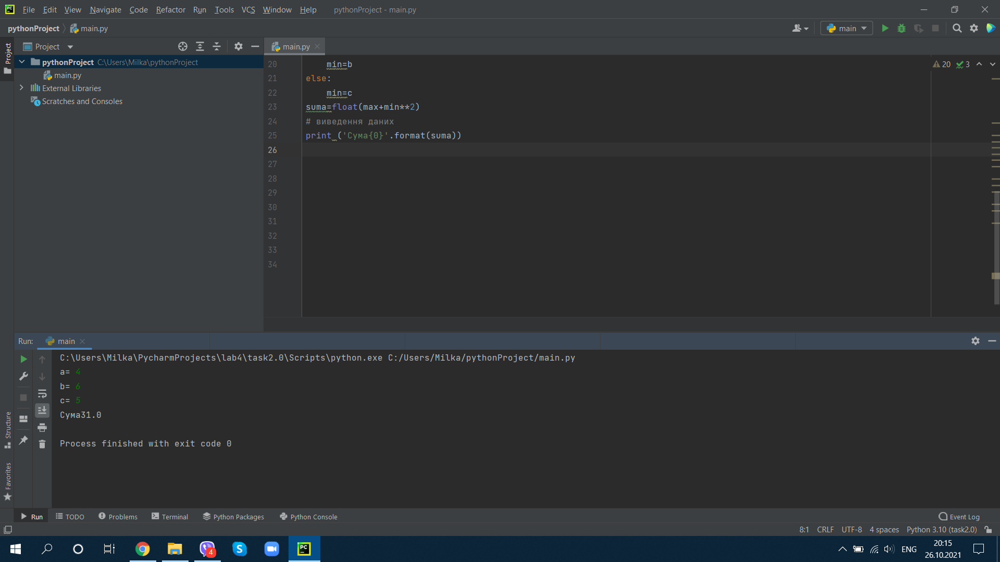 File Edit View Navigate Code Refactor Run Tools VCS Window Help pythonProject - main.py
pythonProject main.py
main
Project
Project
main.py
pythonProject C:\Users\Milka\pythonProject
main.py
External Libraries
Scratches and Consoles
20 min=b
20 3
21 else:
22 min=c
23 suma=float(max+min**2)
24 # виведення даних
25 print ('Сума{0}'.format(suma))
26
27
28
29
30
31
32
33
34
Run: main
C:\Users\Milka\PycharmProjects\lab4\task2.0\Scripts\python.exe C:/Users/Milka/pythonProject/main.py
a= 4
b= 6
c= 5
Сума31.0
Process finished with exit code 0
Structure
Favorites
Run TODO Problems Terminal Python Packages Python Console Event Log
8:1 CRLF UTF-8 4 spaces Python 3.10 (task2.0)
4
ENG
20:15
26.10.2021